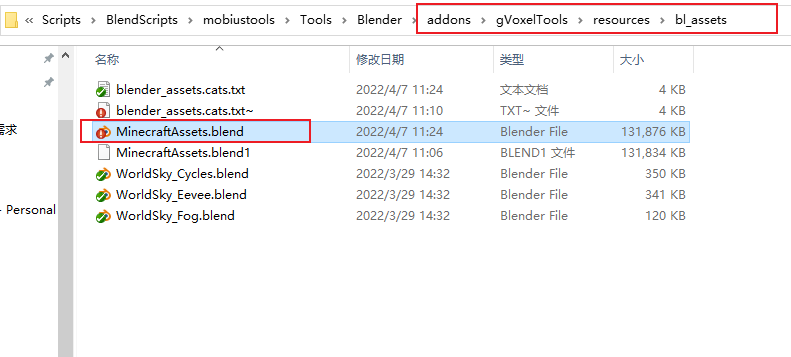 « Scripts > BlendScripts > mobiustools > Tools > Blender > addons > gVoxelTools > resources > bl_assets
名称 修改日期 类型 大小
blender_assets.cats.txt 2022/4/7 11:24 文本文档 4 KB
blender_assets.cats.txt~ 2022/4/7 11:10 TXT~ 文件 4 KB
需求
MinecraftAssets.blend 2022/4/7 11:24 Blender File 131,876 KB
MinecraftAssets.blend1 2022/4/7 11:06 BLEND1 文件 131,834 KB
WorldSky_Cycles.blend 2022/3/29 14:32 Blender File 350 KB
WorldSky_Eevee.blend 2022/3/29 14:32 Blender File 341 KB
- Personal
WorldSky_Fog.blend 2022/3/29 14:32 Blender File 120 KB